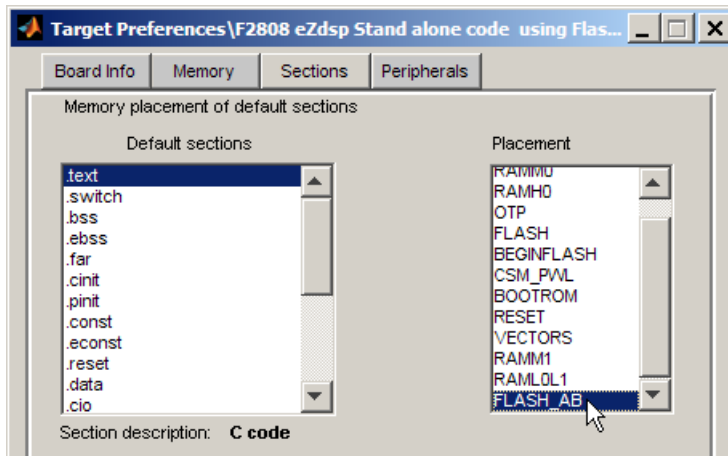 Target Preferences\F2808 eZdsp Stand alone code using Flas...
Board Info Memory Sections Peripherals
Memory placement of default sections
Default sections
.text
.switch
.bss
.ebss
.far
.cinit
.pinit
.const
.econst
.reset
.data
.cio
Placement
RAMM0
RAMH0
OTP
FLASH
BEGINFLASH
CSM_PWL
BOOTROM
RESET
VECTORS
RAMM1
RAML0L1
FLASH_AB
Section description: C code